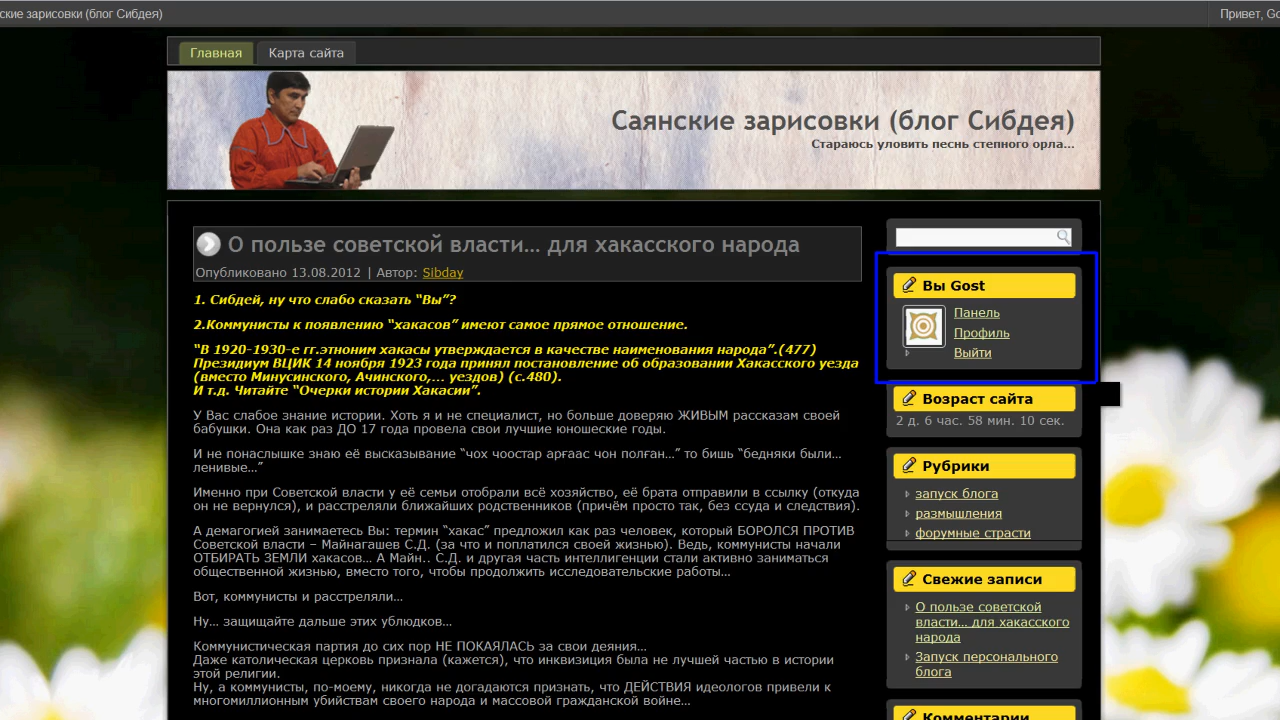 ские зарисовки (блог Сибдея)
Привет, Go
Главная
Карта сайта
Саянские зарисовки (блог Сибдея)
Стараюсь уловить песнь степного орла...
О пользе советской власти... для хакасского народа
Опубликовано 13.08.2012 | Автор: Sibday
1. Сибдей, ну что слабо сказать “Вы”?
2.Коммунисты к появлению “хакасов” имеют самое прямое отношение.
“В 1920-1930-е гг.этноним хакасы утверждается в качестве наименования народа”.(477)
Президиум ВЦИК 14 ноября 1923 года принял постановление об образовании Хакасского уезда
(вместо Минусинского, Ачинского,... уездов) (с.480).
И т.д. Читайте “Очерки истории Хакасии”.
У Вас слабое знание истории. Хоть я и не специалист, но больше доверяю ЖИВЫМ рассказам своей
бабушки. Она как раз ДО 17 года провела свои лучшие юношеские годы.
И не понаслышке знаю её высказывание “чох чоостар арғаас чон полған...” то бишь “бедняки были...
ленивые...”
Именно при Советской власти у её семьи отобрали всё хозяйство, её брата отправили в ссылку (откуда
он не вернулся), и расстреляли ближайших родственников (причём просто так, без ссуда и следствия).
А демагогией занимаетесь Вы: термин “хакас” предложил как раз человек, который БОРОЛСЯ ПРОТИВ
Советской власти – Майнагашев С.Д. (за что и поплатился своей жизнью). Ведь, коммунисты начали
ОТБИРАТЬ ЗЕМЛИ хакасов... А Майн.. С.Д. и другая часть интеллигенции стали активно заниматься
общественной жизнью, вместо того, чтобы продолжить исследовательские работы...
Вот, коммунисты и расстреляли...
Ну... защищайте дальше этих ублюдков...
Коммунистическая партия до сих пор НЕ ПОКАЯЛАСЬ за свои деяния...
Даже католическая церковь признала (кажется), что инквизиция была не лучшей частью в истории
этой религии.
Ну, а коммунисты, по-моему, никогда не догадаются признать, что ДЕЙСТВИЯ идеологов привели к
многомиллионным убийствам своего народа и массовой гражданской войне...
Вы Gost
Панель
Профиль
Выйти
Возраст сайта
2 д. 6 час. 58 мин. 10 сек.
Рубрики
запуск блога
размышления
форумные страсти
Свежие записи
О пользе советской
власти... для хакасского
народа
Запуск персонального
блога
Комментарии